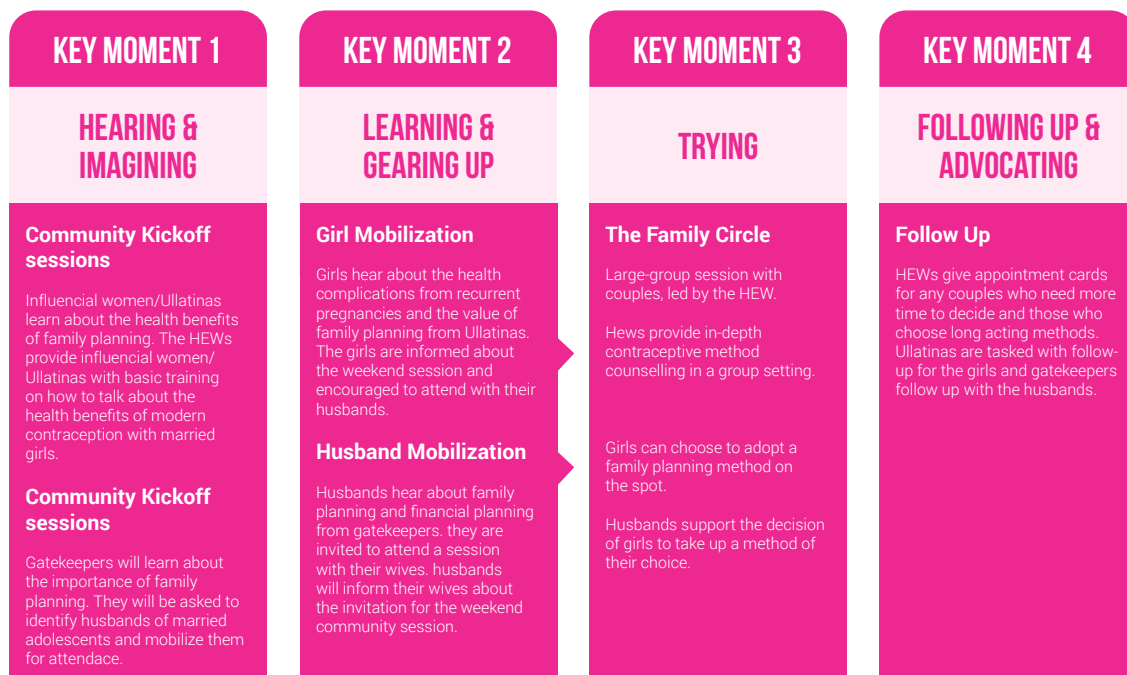 KEY MOMENT 1
HEARING &
IMAGINING
Community Kickoff
sessions
Influencial women/Ullatinas
learn about the health benefits
of family planning. The HEWs
provide influencial women/
Ullatinas with basic training
on how to talk about the
health benefits of modern
contraception with married
girls.
Community Kickoff
sessions
Gatekeepers will learn about
the importance of family
planning. They will be asked to
identify husbands of married
adolescents and mobilize them
for attendace.
KEY MOMENT 2
LEARNING &
GEARING UP
Girl Mobilization
Girls hear about the health
complications from recurrent
pregnancies and the value of
family planning from Ullatinas.
The girls are informed about
the weekend session and
encouraged to attend with their
husbands.
Husband Mobilization
Husbands hear about family
planning and financial planning
from gatekeepers. they are
invited to attend a session
with their wives. husbands
will inform their wives about
the invitation for the weekend
community session.
KEY MOMENT 3
TRYING
The Family Circle
Large-group session with
couples, led by the HEW.
Hews provide in-depth
contraceptive method
counselling in a group setting.
Girls can choose to adopt a
family planning method on
the spot.
Husbands support the decision
of girls to take up a method of
their choice.
KEY MOMENT 4
FOLLOWING UP &
ADVOCATING
Follow Up
HEWs give appointment cards
for any couples who need more
time to decide and those who
choose long acting methods.
Ullatinas are tasked with follow-
up for the girls and gatekeepers
follow up with the husbands.